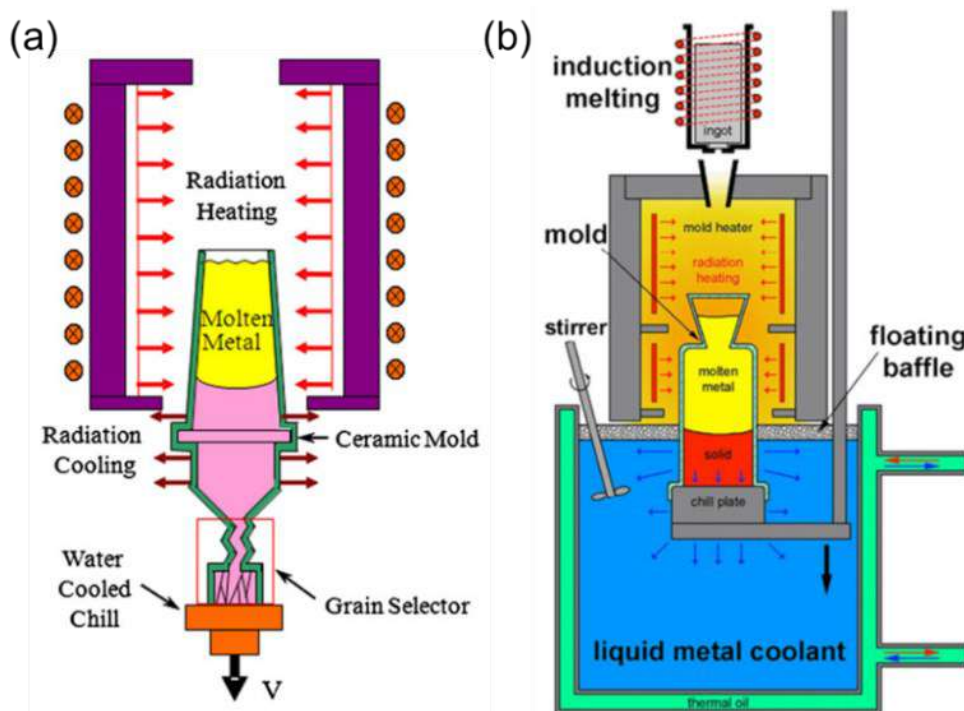 (a)
Radiation
Heating
Molten
Metal
Radiation
Cooling
Ceramic Mold
Water
Cooled
Chill
Grain Selector
V
(b)
induction
melting
ingot
mold heater
mold
radiation
heating
stirrer
floating
baffle
molten
metal
solid
chill plate
liquid metal coolant
thermal oil